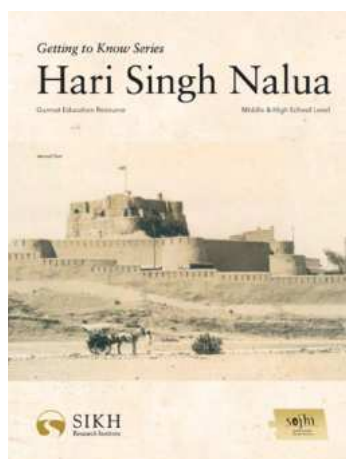 Getting to Know Series
Hari Singh Nalua
Gurmat Education Resource
Middle & High School Level
SIKH
Research Institute
sojhi